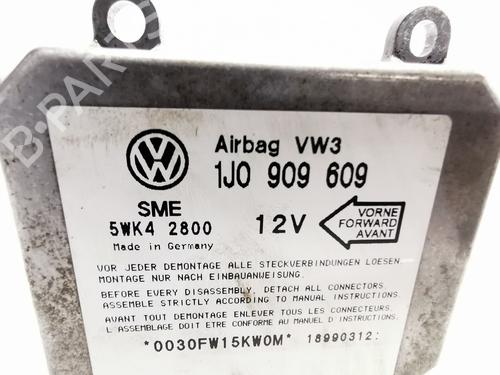 Airbag VW3
1J0 909 609
SME
5WK4 2800
12V
VORNE
FORWARD
AVANT
Made in Germany
VOR JEDER DEMONTAGE ALLE STECKVERBINDUNGEN LOESEN
MONTAGE NUR NACH EINBAUANWEISUNG.
BEFORE EVERY DISASSEMBLY, DETACH ALL CONNECTORS.
ASSEMBLE STRICTLY ACCORDING TO MANUAL INSTRUCTIONS.
AVANT TOUT DEMONTAGE ENLEVER TOUS LES CONNECTEURS.
L ASSEMBLAGE DOIT ETRE CONFORME AU MANUEL D INSTRUCTIONS.
*0030FW15KW0M* 18990312
B-PARTS